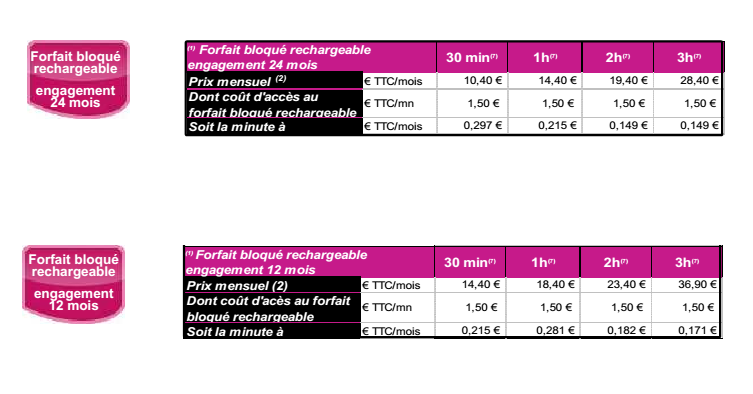 Forfait bloqué
rechargeable
engagement
24 mois
(1) Forfait bloqué rechargeable
engagement 24 mois
30 min(7) 1h(7) 2h(7) 3h(7)
Prix mensuel (2) € TTC/mois 10,40 € 14,40 € 19,40 € 28,40 €
Dont coût d'accès au
forfait bloqué rechargeable € TTC/mn 1,50 € 1,50 € 1,50 € 1,50 €
Soit la minute à € TTC/mois 0,297 € 0,215 € 0,149 € 0,149 €
Forfait bloqué
rechargeable
engagement
12 mois
(1) Forfait bloqué rechargeable
engagement 12 mois
30 min(7) 1h(7) 2h(7) 3h(7)
Prix mensuel (2) € TTC/mois 14,40 € 18,40 € 23,40 € 36,90 €
Dont coût d'acès au forfait
bloqué rechargeable € TTC/mn 1,50 € 1,50 € 1,50 € 1,50 €
Soit la minute à € TTC/mois 0,215 € 0,281 € 0,182 € 0,171 €